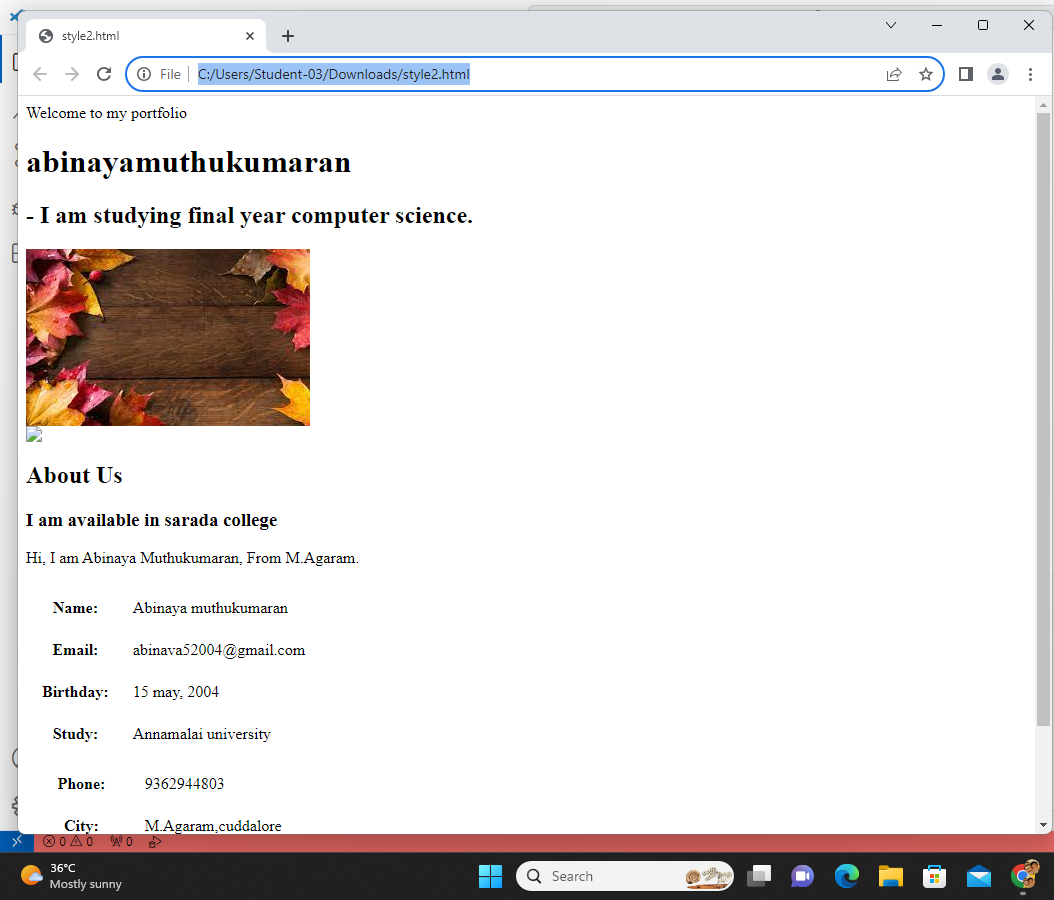 style2.html
File
C:/Users/Student-03/Downloads/style2.html
Welcome to my portfolio
abinayamuthukumaran
- I am studying final year computer science.
About Us
I am available in sarada college
Hi, I am Abinaya Muthukumaran, From M.Agaram.
Name: Abinaya muthukumaran
Email: abinava52004@gmail.com
Birthday: 15 may, 2004
Study: Annamalai university
Phone: 9362944803
City: M.Agaram,cuddalore
0 0 0
36°C
Mostly sunny
Search